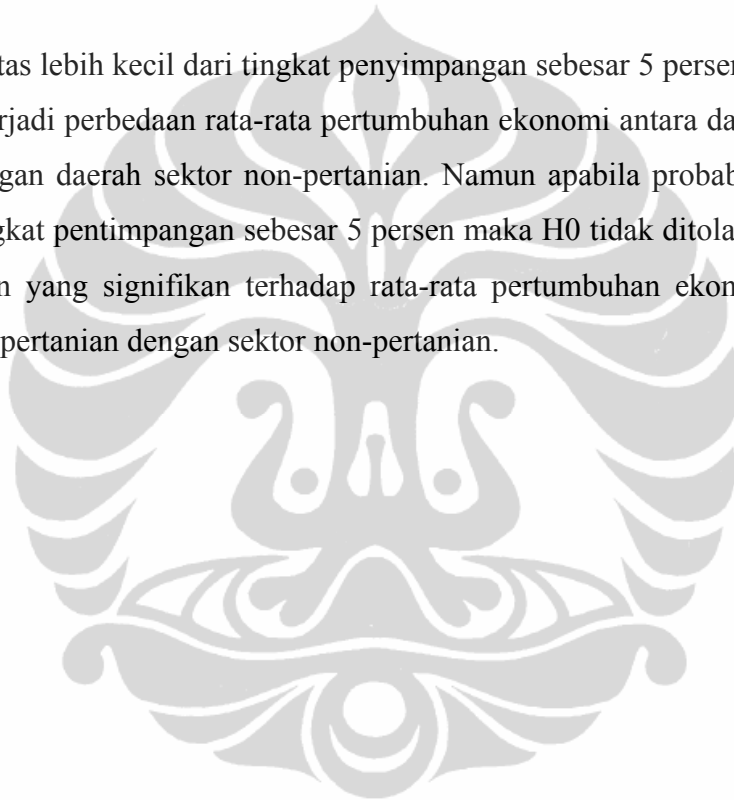 tas lebih kecil dari tingkat penyimpangan sebesar 5 persen
rjadi perbedaan rata-rata pertumbuhan ekonomi antara da
gan daerah sektor non-pertanian. Namun apabila probab
gkat pentimpangan sebesar 5 persen maka H0 tidak ditola
n yang signifikan terhadap rata-rata pertumbuhan ekon
pertanian dengan sektor non-pertanian.